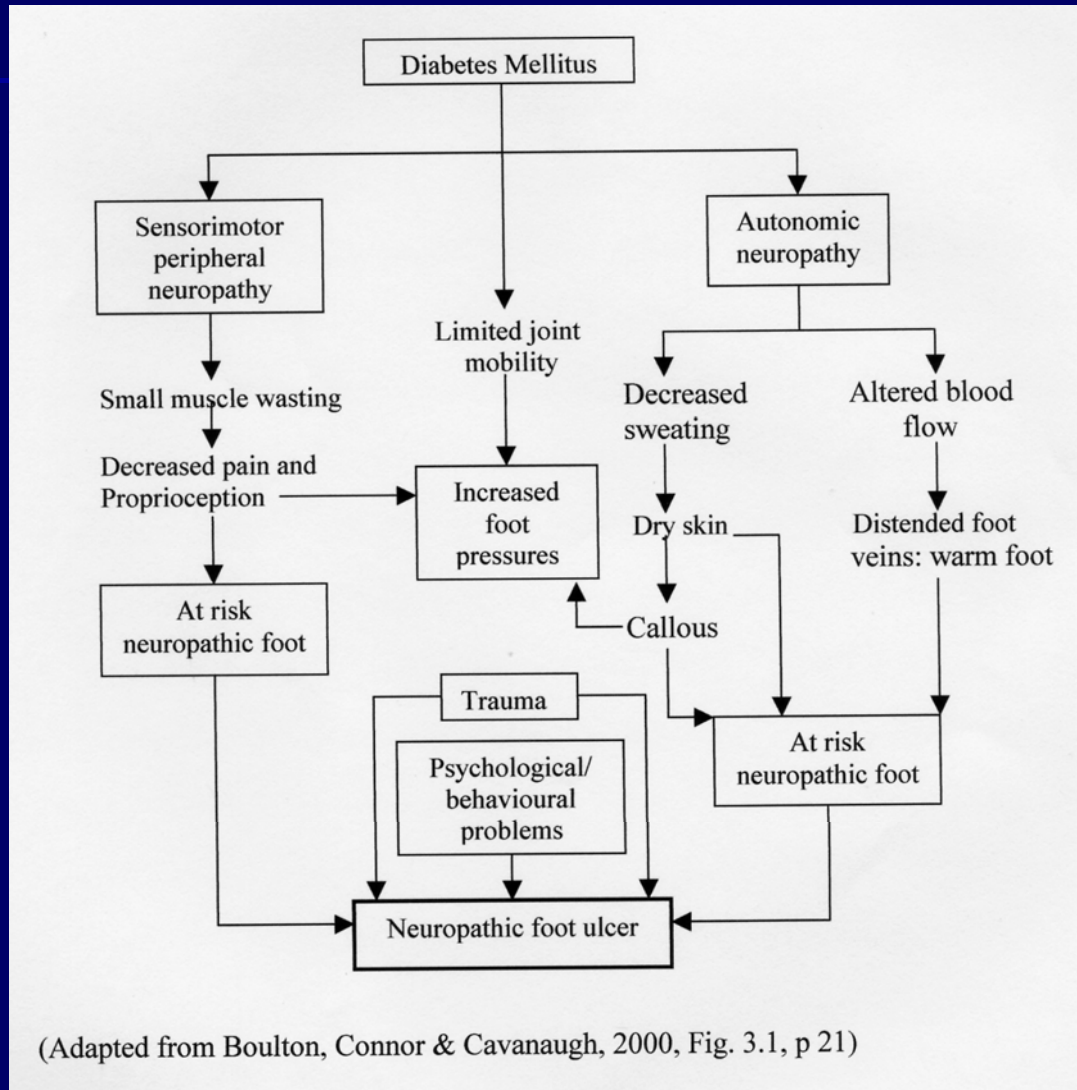 Diabetes Mellitus
Sensorimotor
peripheral
neuropathy
Autonomic
neuropathy
Limited joint
mobility
Small muscle wasting
Decreased
sweating
Altered blood
flow
Decreased pain and
Proprioception
Increased
foot
pressures
Dry skin
Distended foot
veins: warm foot
At risk
neuropathic foot
Callous
Trauma
At risk
neuropathic foot
Psychological/
behavioural
problems
Neuropathic foot ulcer
(Adapted from Boulton, Connor & Cavanaugh, 2000, Fig. 3.1, p 21)